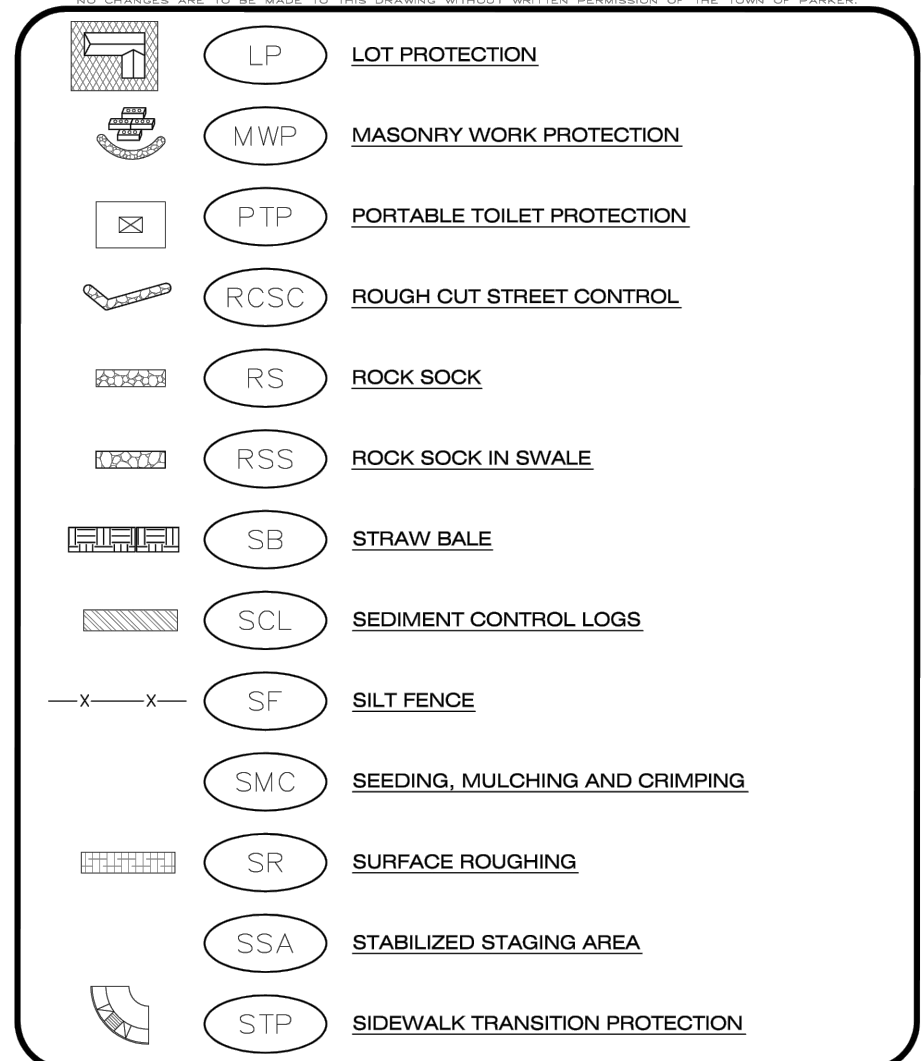 NO CHANGES ARE TO BE MADE TO THIS DRAWING WITHOUT WRITTEN PERMISSION OF THE TOWN OF PARKER.
LP LOT PROTECTION
MWP MASONRY WORK PROTECTION
PTP PORTABLE TOILET PROTECTION
RCSC ROUGH CUT STREET CONTROL
RS ROCK SOCK
RSS ROCK SOCK IN SWALE
SB STRAW BALE
SCL SEDIMENT CONTROL LOGS
SF SILT FENCE
SMC SEEDING, MULCHING AND CRIMPING
SR SURFACE ROUGHING
SSA STABILIZED STAGING AREA
STP SIDEWALK TRANSITION PROTECTION